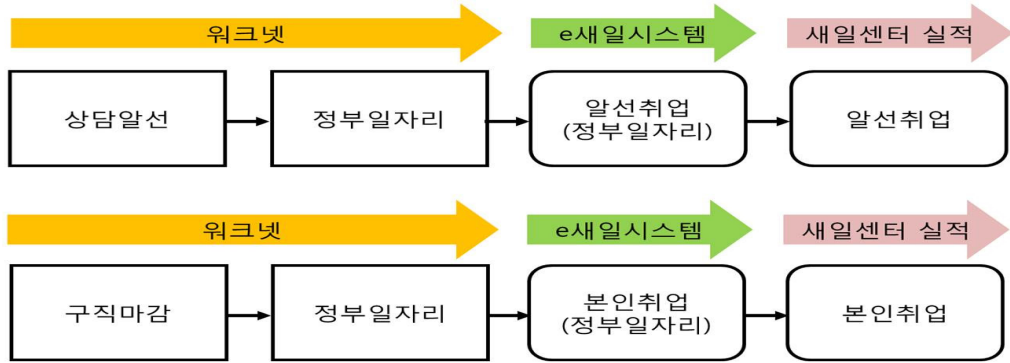 워크넷 e새일시스템 새일센터 실적
상담알선 정부일자리 알선취업 알선취업
(정부일자리)
워크넷 e새일시스템 새일센터 실적
구직마감 정부일자리 본인취업 본인취업
(정부일자리)